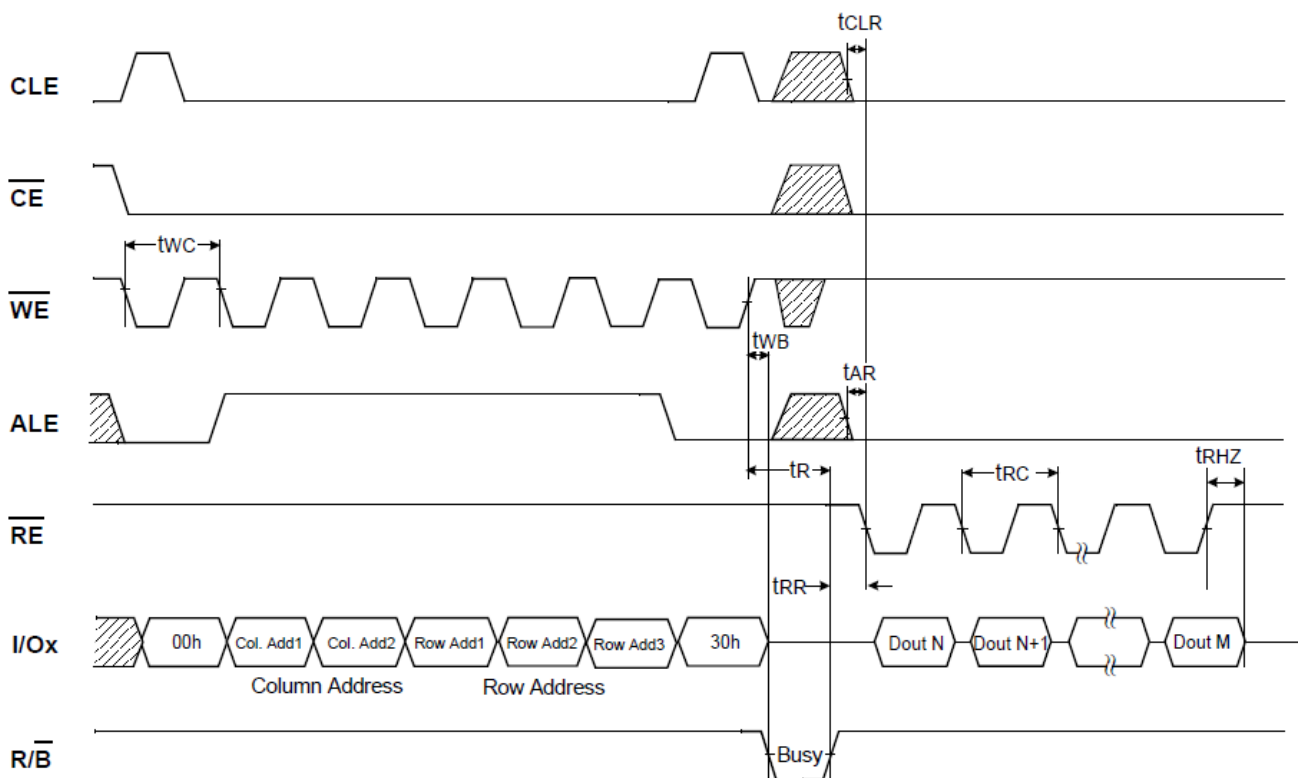 tCLR
CLE
CE
tWC
WE
tWB
tAR
ALE
tR
tRC
tRHZ
RE
tRR
I/Ox
00h
Col. Add1
Col. Add2
Row Add1
Row Add2
Row Add3
30h
Dout N
Dout N+1
Dout M
Column Address
Row Address
R/B
Busy